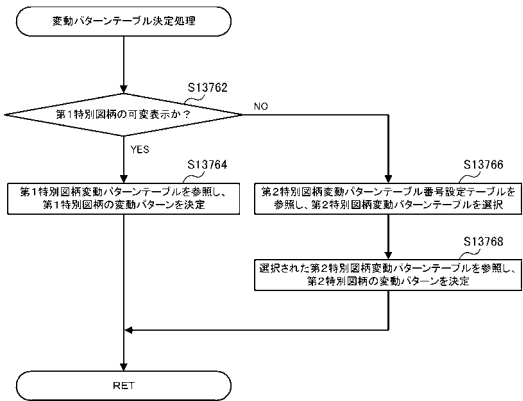 変動パターンテーブル決定処理
S13762
第1特別図柄の可変表示か？
NO
YES
S13764
第1特別図柄変動パターンテーブルを参照し、
第1特別図柄の変動パターンを決定
S13766
第2特別図柄変動パターンテーブル番号設定テーブルを
参照し、第2特別図柄変動パターンテーブルを選択
S13768
選択された第2特別図柄変動パターンテーブルを参照し、
第2特別図柄の変動パターンを決定
RET